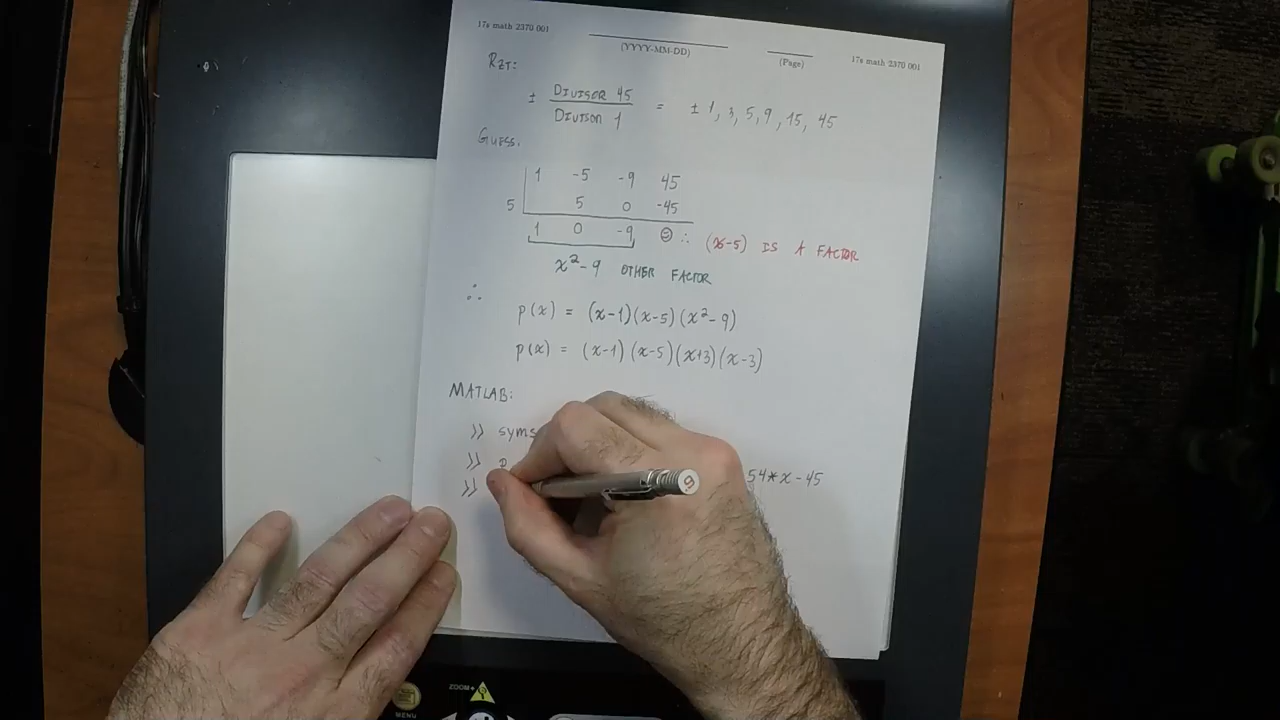 17s math 2370 001
(YYYY-MM-DD)
(Page)
17s math 2370 001
RZT:
± DIVISOR 45 / DIVISOR 1 = ± 1, 3, 5, 9, 15, 45
GUESS.
1 -5 -9 45
5 5 0 -45
1 0 -9 ☺ ∴ (x-5) IS A FACTOR
x²-9 OTHER FACTOR
∴
p(x) = (x-1)(x-5)(x²-9)
p(x) = (x-1)(x-5)(x+3)(x-3)
MATLAB:
>> syms
>> 54*x-45
>>
ZOOM+
MENU